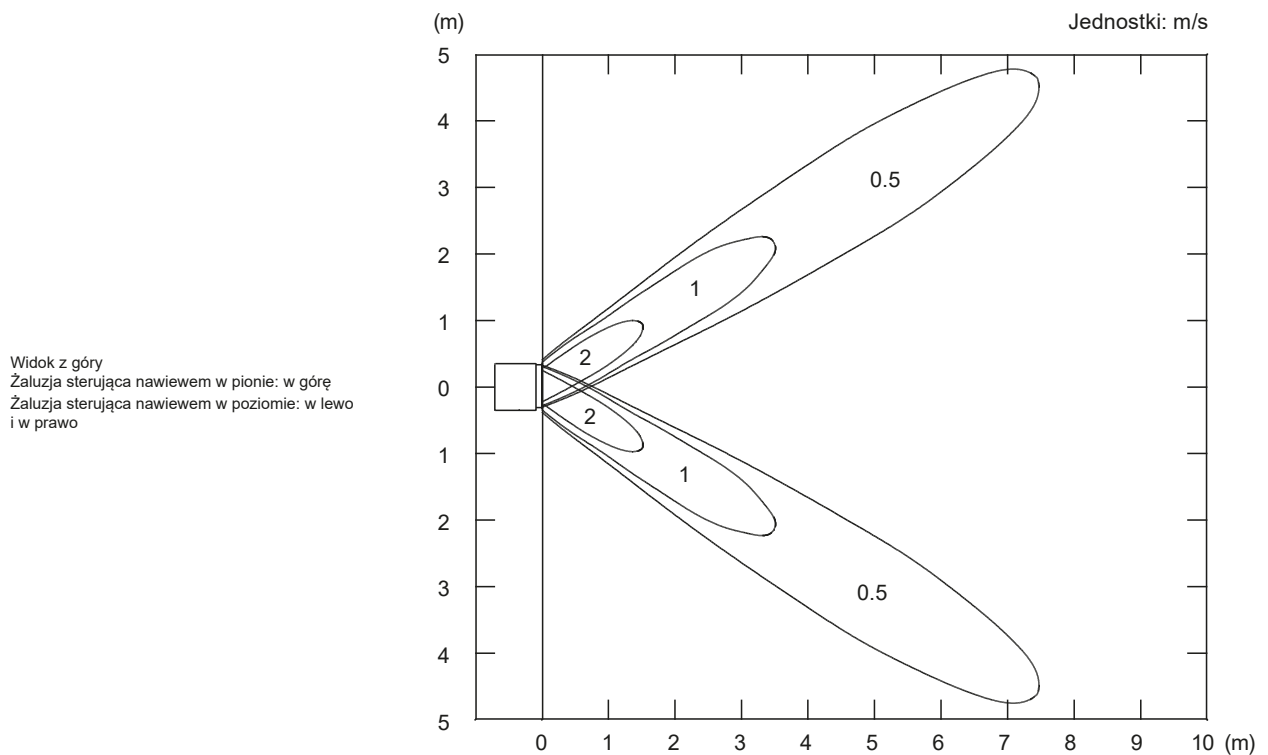 (m)
Jednostki: m/s
5
4
3
2
1
0
1
2
3
4
5
0.5
1
2
2
1
0.5
Widok z góry
Żaluzja sterująca nawiewem w pionie: w górę
Żaluzja sterująca nawiewem w poziomie: w lewo
i w prawo
0 1 2 3 4 5 6 7 8 9 10 (m)